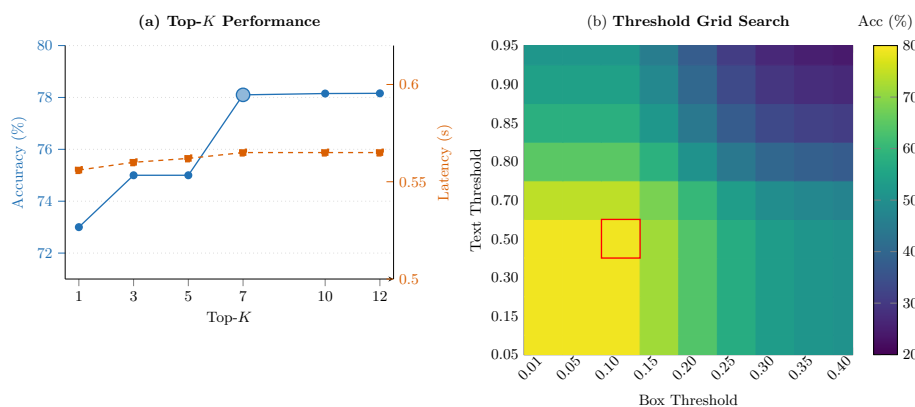 (a) Top-K Performance
80
78
76
74
72
Accuracy (%)
0.6
0.55
0.5
Latency (s)
1 3 5 7 10 12
Top-K
(b) Threshold Grid Search
0.95
0.90
0.85
0.80
0.70
0.50
0.30
0.15
0.05
Text Threshold
0.01 0.05 0.10 0.15 0.20 0.25 0.30 0.35 0.40
Box Threshold
Acc (%)
80
70
60
50
40
30
20